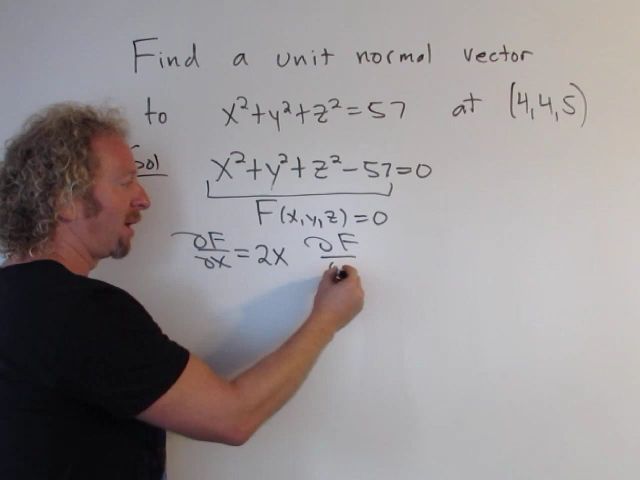 Find a unit normal vector
to x²+y²+z²=57 at (4,4,5)
Sol x²+y²+z²-57=0
F(x,y,z)=0
∂F/∂x = 2x ∂F